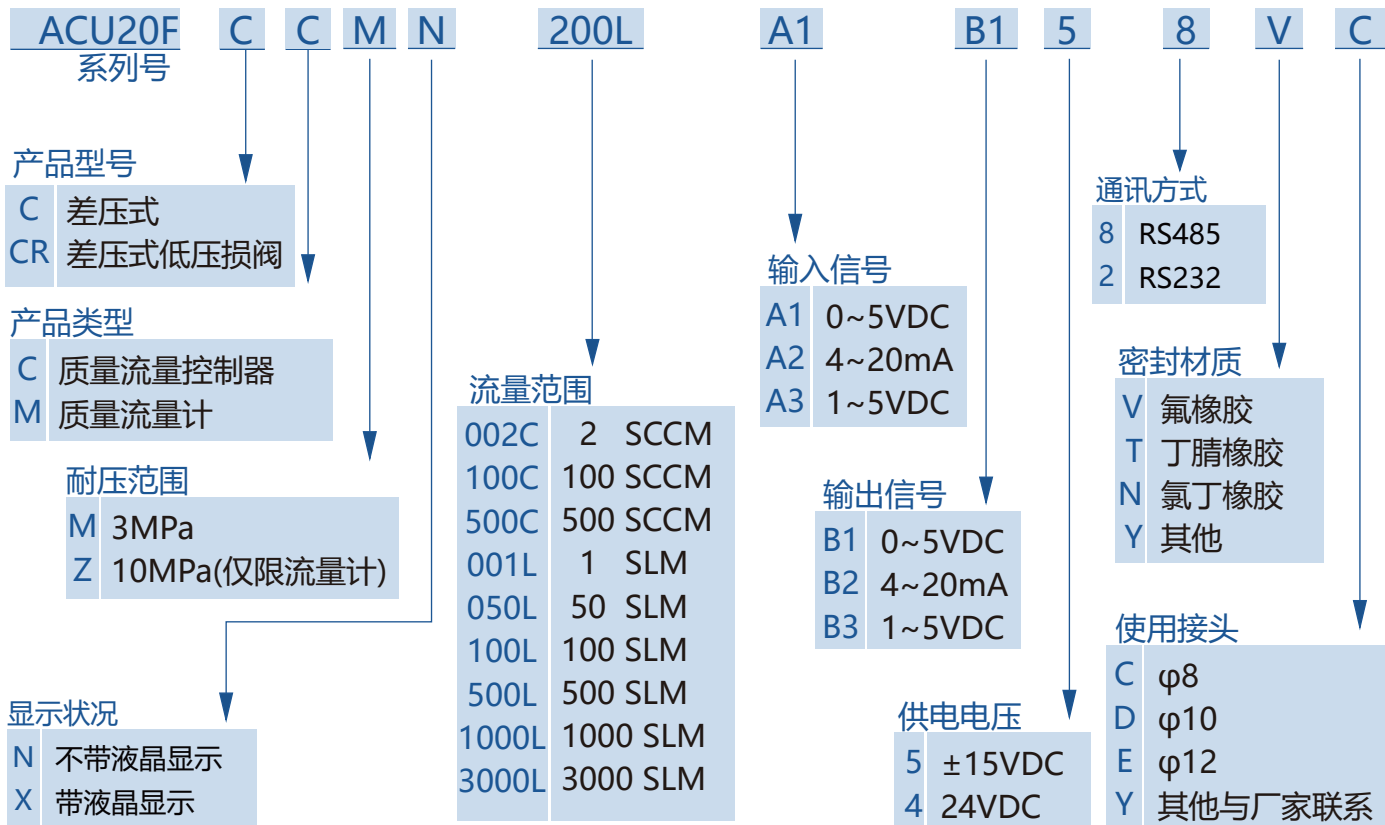 ACU20F C C M N 200L A1 B1 5 8 V C
系列号
产品型号
C 差压式
CR 差压式低压损阀
产品类型
C 质量流量控制器
M 质量流量计
耐压范围
M 3MPa
Z 10MPa(仅限流量计)
显示状况
N 不带液晶显示
X 带液晶显示
流量范围
002C 2 SCCM
100C 100 SCCM
500C 500 SCCM
001L 1 SLM
050L 50 SLM
100L 100 SLM
500L 500 SLM
1000L 1000 SLM
3000L 3000 SLM
输入信号
A1 0~5VDC
A2 4~20mA
A3 1~5VDC
输出信号
B1 0~5VDC
B2 4~20mA
B3 1~5VDC
供电电压
5 ±15VDC
4 24VDC
通讯方式
8 RS485
2 RS232
密封材质
V 氟橡胶
T 丁腈橡胶
N 氯丁橡胶
Y 其他
使用接头
C φ8
D φ10
E φ12
Y 其他与厂家联系